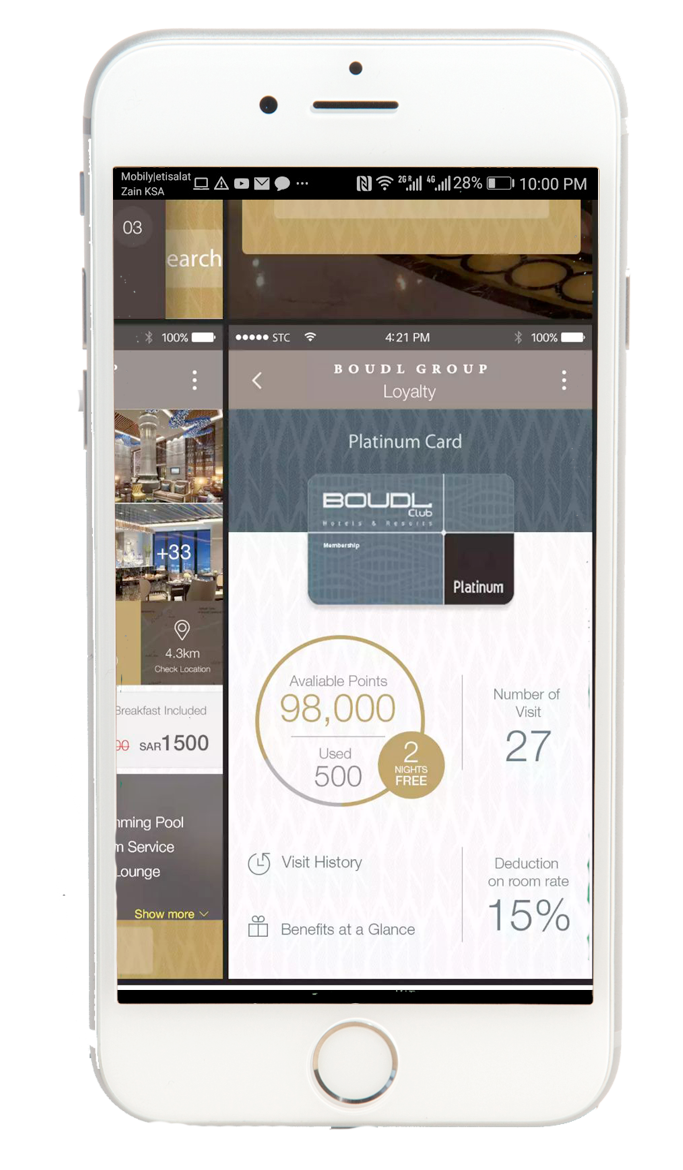 Mobily|etisalat
Zain KSA
2G R 4G 28% 10:00 PM
03
earch
100%
4.3km
Check Location
Breakfast Included
SAR1500
nming Pool
m Service
Lounge
Show more
STC 4:21 PM 100%
BOUDL GROUP
Loyalty
Platinum Card
BOUDL
Club
Hotels & Resorts
Membership
Platinum
+33
Avaliable Points
98,000
Used
500
2
NIGHTS
FREE
Number of
Visit
27
Visit History
Benefits at a Glance
Deduction
on room rate
15%